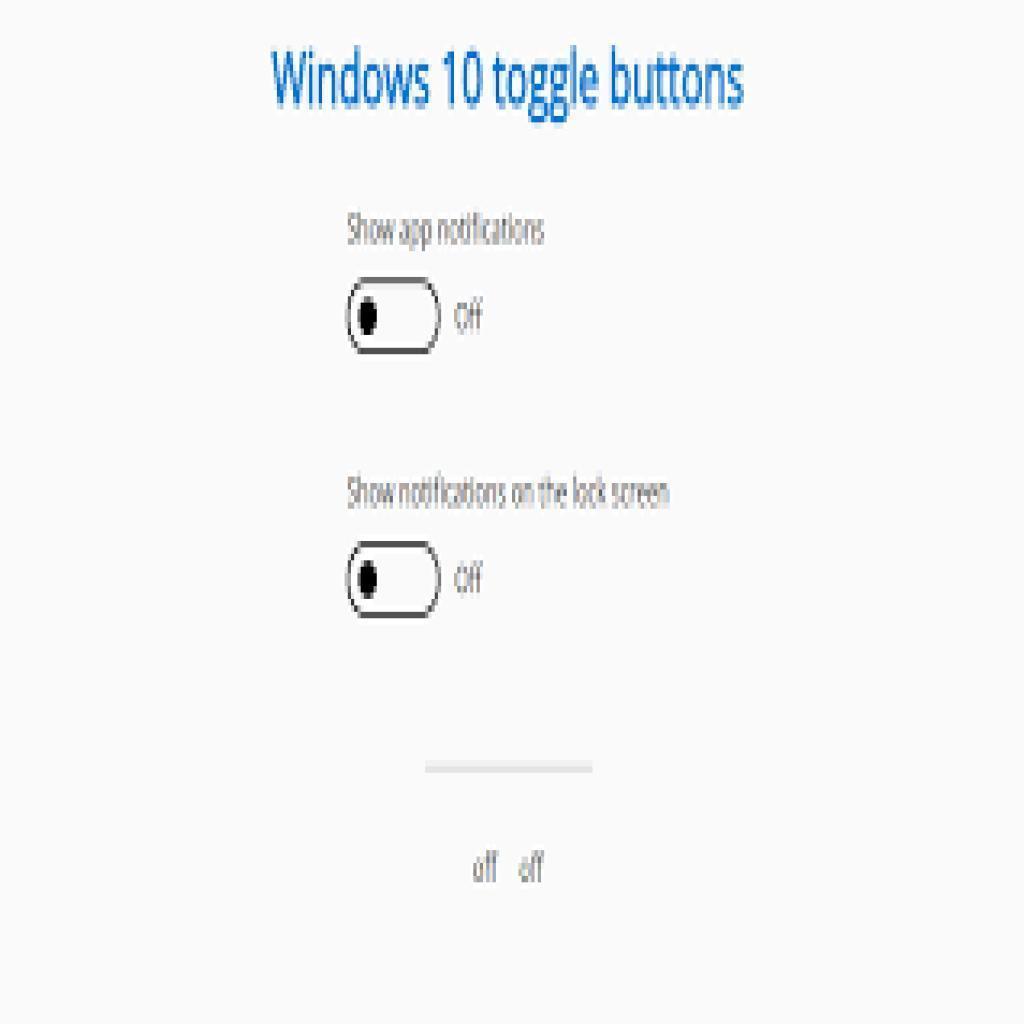 Windows 10 toggle buttons
Show app notifications
Off
Show notifications on the lock screen
Off
off off